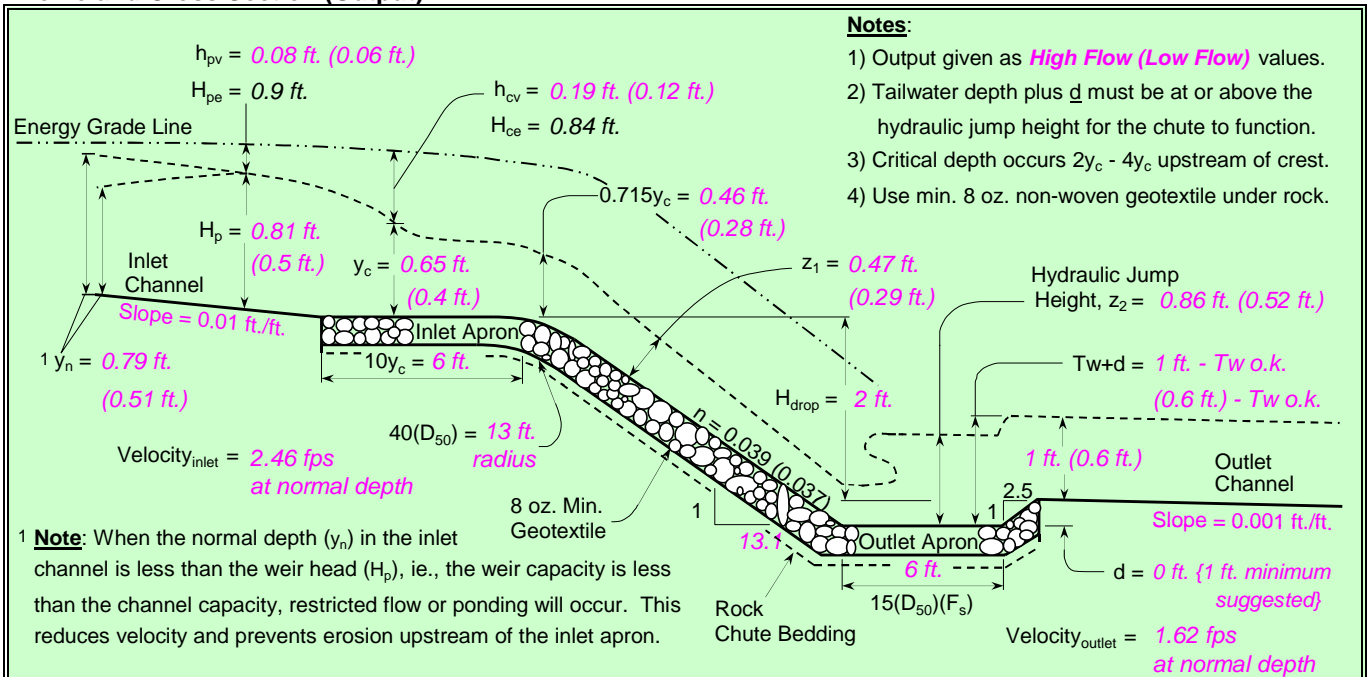 Notes:
1) Output given as High Flow (Low Flow) values.
2) Tailwater depth plus d must be at or above the
hydraulic jump height for the chute to function.
3) Critical depth occurs 2yc - 4yc upstream of crest.
4) Use min. 8 oz. non-woven geotextile under rock.
hpv = 0.08 ft. (0.06 ft.)
Hpe = 0.9 ft.
hcv = 0.19 ft. (0.12 ft.)
Hce = 0.84 ft.
Energy Grade Line
0.715yc = 0.46 ft.
(0.28 ft.)
Hp = 0.81 ft.
(0.5 ft.)
yc = 0.65 ft.
(0.4 ft.)
z1 = 0.47 ft.
(0.29 ft.)
Hydraulic Jump
Height, z2 = 0.86 ft. (0.52 ft.)
Inlet
Channel
Slope = 0.01 ft./ft.
Inlet Apron
1 yn = 0.79 ft.
(0.51 ft.)
10yc = 6 ft.
Hdrop = 2 ft.
Tw+d = 1 ft. - Tw o.k.
(0.6 ft.) - Tw o.k.
40(D50) = 13 ft.
radius
n = 0.039 (0.037)
Velocityinlet = 2.46 fps
at normal depth
1 ft. (0.6 ft.)
Outlet
Channel
8 oz. Min.
Geotextile
1
13.1
1
2.5
Slope = 0.001 ft./ft.
Outlet Apron
6 ft.
15(D50)(Fs)
d = 0 ft. {1 ft. minimum
suggested}
Rock
Chute Bedding
Velocityoutlet = 1.62 fps
at normal depth
1 Note: When the normal depth (yn) in the inlet
channel is less than the weir head (Hp), ie., the weir capacity is less
than the channel capacity, restricted flow or ponding will occur. This
reduces velocity and prevents erosion upstream of the inlet apron.